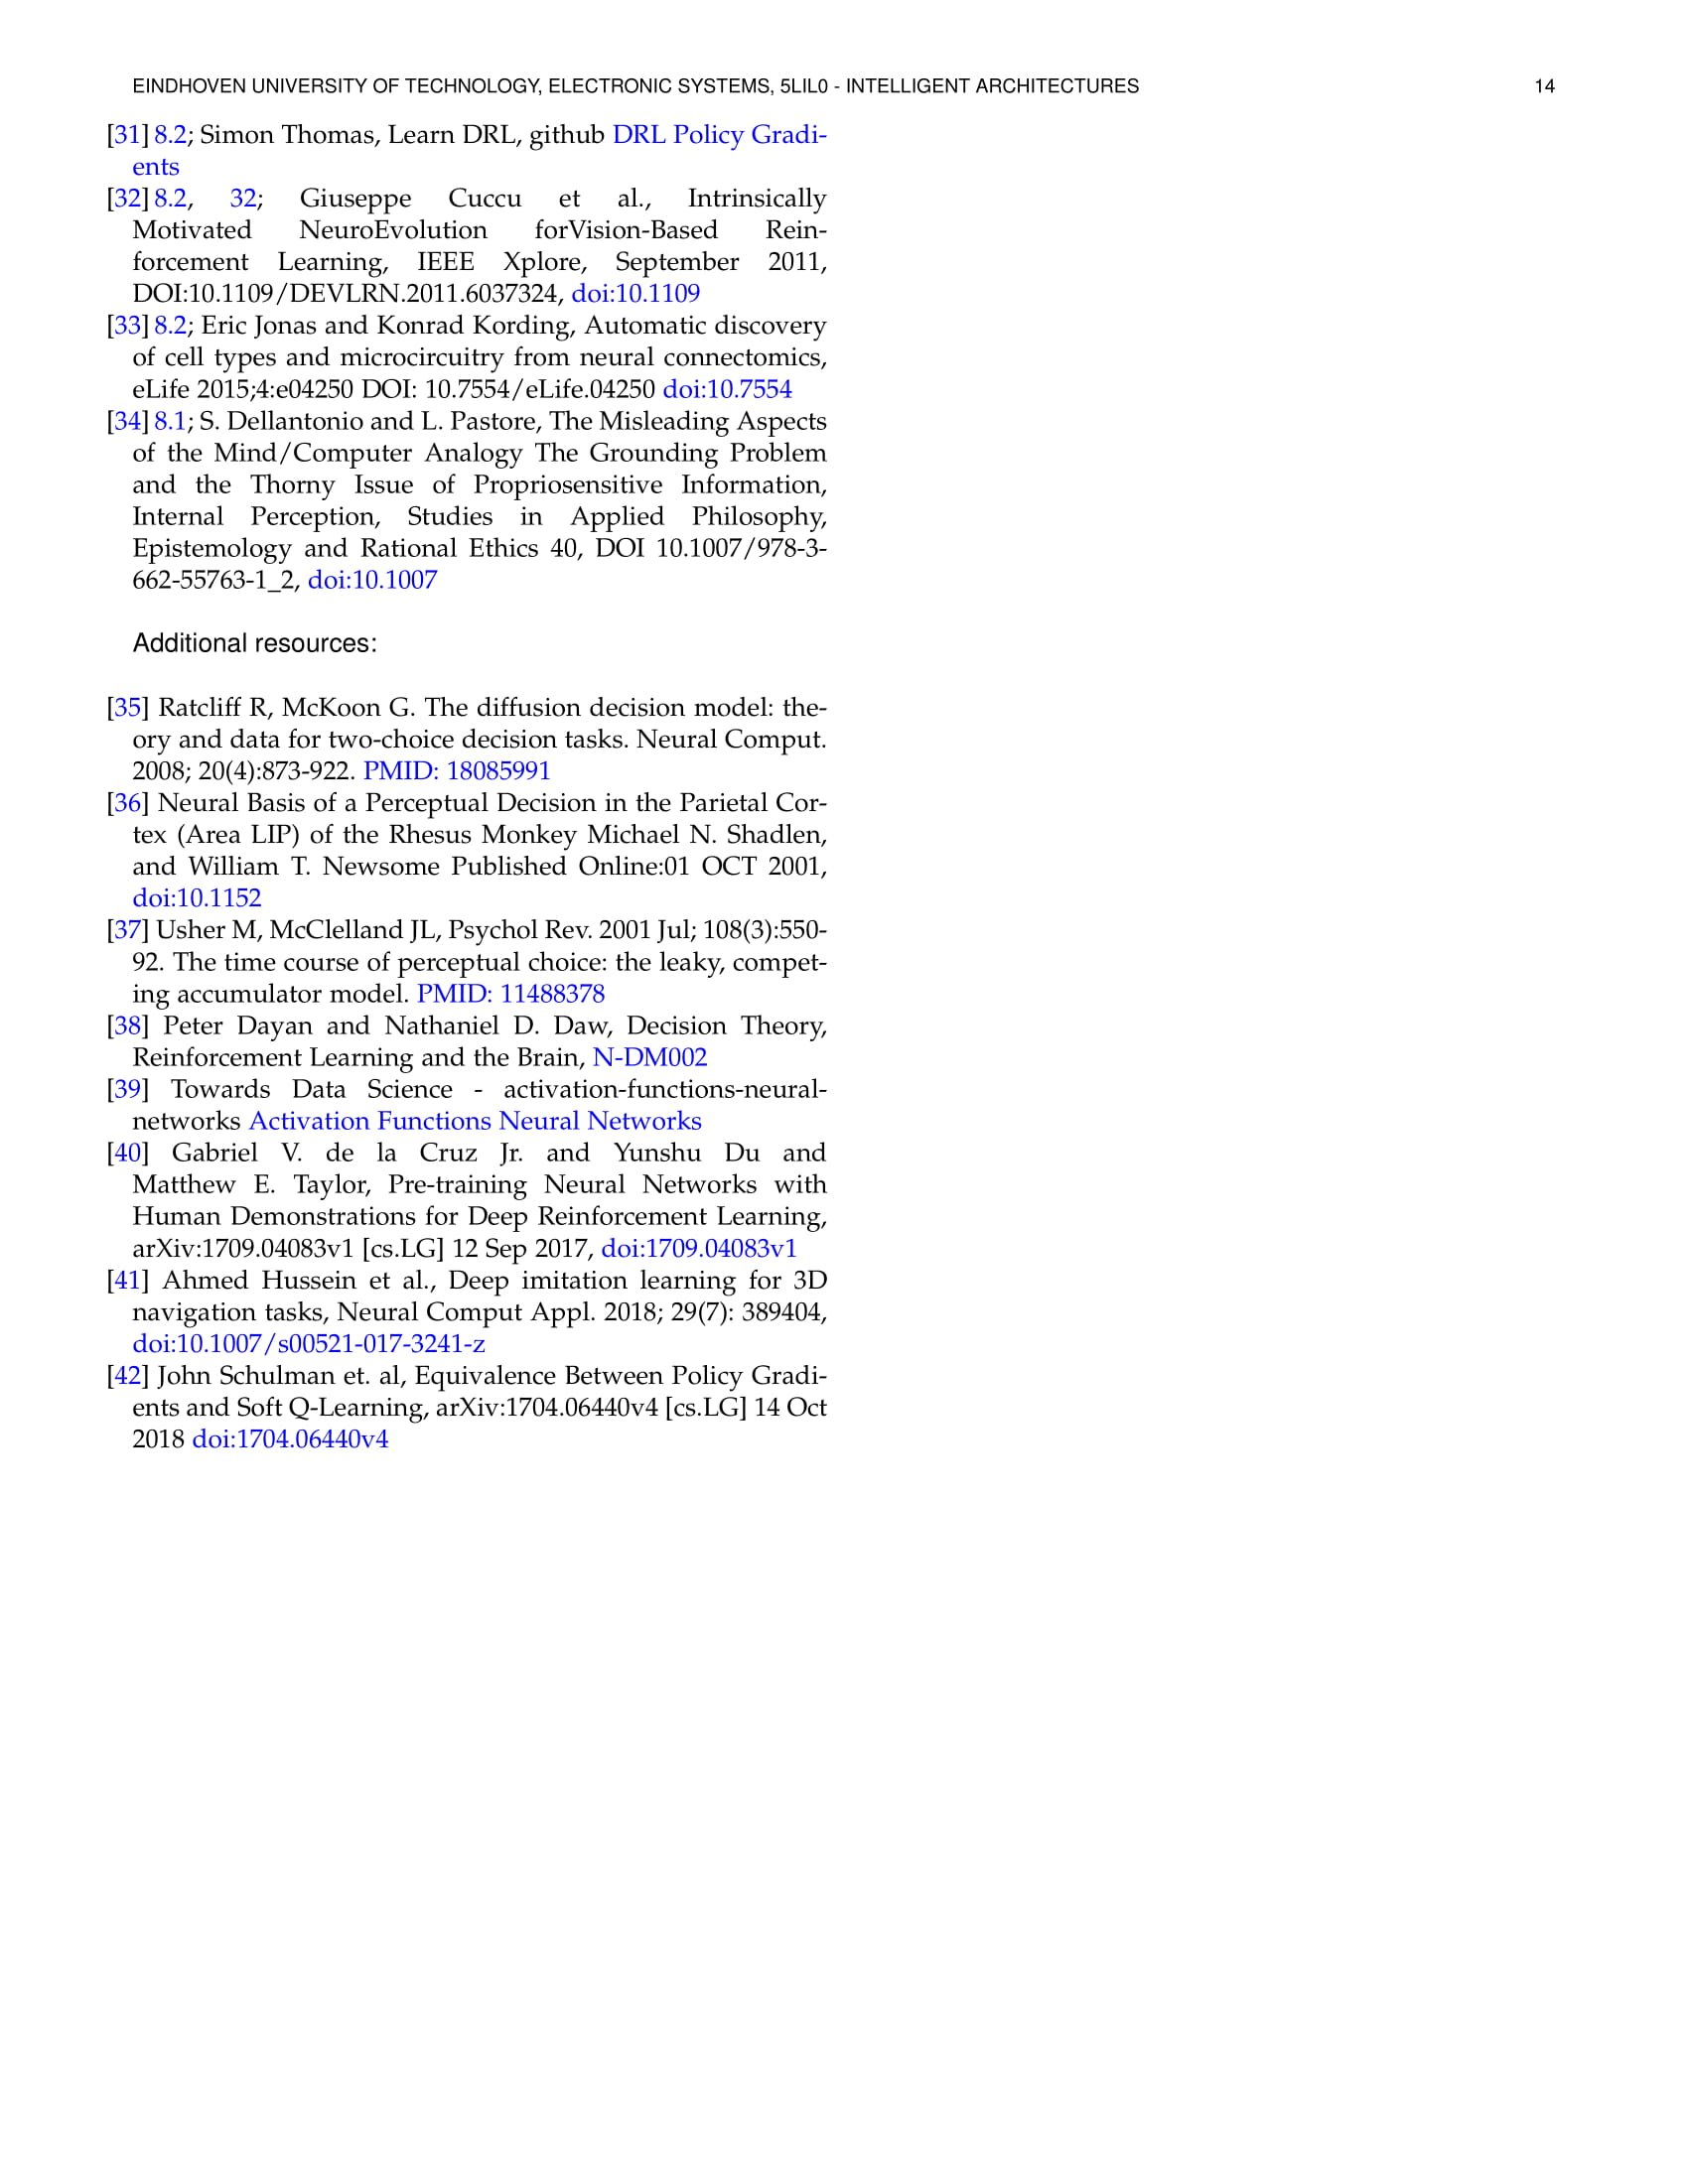 EINDHOVEN UNIVERSITY OF TECHNOLOGY, ELECTRONIC SYSTEMS, 5LIL0 - INTELLIGENT ARCHITECTURES 14
[31] 8.2; Simon Thomas, Learn DRL, github DRL Policy Gradi-
ents
[32] 8.2, 32; Giuseppe Cuccu et al., Intrinsically
Motivated NeuroEvolution forVision-Based Rein-
forcement Learning, IEEE Xplore, September 2011,
DOI:10.1109/DEVLRN.2011.6037324, doi:10.1109
[33] 8.2; Eric Jonas and Konrad Kording, Automatic discovery
of cell types and microcircuitry from neural connectomics,
eLife 2015;4:e04250 DOI: 10.7554/eLife.04250 doi:10.7554
[34] 8.1; S. Dellantonio and L. Pastore, The Misleading Aspects
of the Mind/Computer Analogy The Grounding Problem
and the Thorny Issue of Propriosensitive Information,
Internal Perception, Studies in Applied Philosophy,
Epistemology and Rational Ethics 40, DOI 10.1007/978-3-
662-55763-1_2, doi:10.1007
Additional resources:
[35] Ratcliff R, McKoon G. The diffusion decision model: the-
ory and data for two-choice decision tasks. Neural Comput.
2008; 20(4):873-922. PMID: 18085991
[36] Neural Basis of a Perceptual Decision in the Parietal Cor-
tex (Area LIP) of the Rhesus Monkey Michael N. Shadlen,
and William T. Newsome Published Online:01 OCT 2001,
doi:10.1152
[37] Usher M, McClelland JL, Psychol Rev. 2001 Jul; 108(3):550-
92. The time course of perceptual choice: the leaky, compet-
ing accumulator model. PMID: 11488378
[38] Peter Dayan and Nathaniel D. Daw, Decision Theory,
Reinforcement Learning and the Brain, N-DM002
[39] Towards Data Science - activation-functions-neural-
networks Activation Functions Neural Networks
[40] Gabriel V. de la Cruz Jr. and Yunshu Du and
Matthew E. Taylor, Pre-training Neural Networks with
Human Demonstrations for Deep Reinforcement Learning,
arXiv:1709.04083v1 [cs.LG] 12 Sep 2017, doi:1709.04083v1
[41] Ahmed Hussein et al., Deep imitation learning for 3D
navigation tasks, Neural Comput Appl. 2018; 29(7): 389404,
doi:10.1007/s00521-017-3241-z
[42] John Schulman et. al, Equivalence Between Policy Gradi-
ents and Soft Q-Learning, arXiv:1704.06440v4 [cs.LG] 14 Oct
2018 doi:1704.06440v4